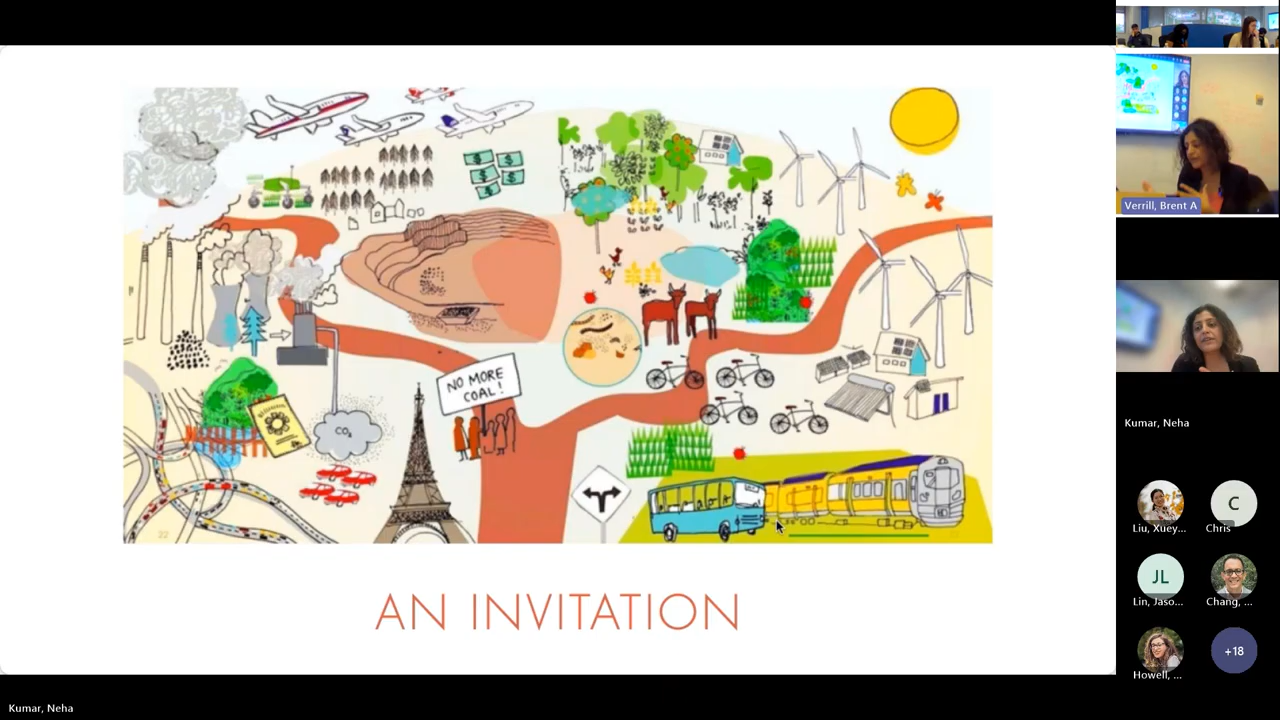 $ $
$ $
$
NO MORE
COAL!
CO₂
22
AN INVITATION
Verrill, Brent A
Kumar, Neha
Liu, Xuey...
C
Chris
JL
Lin, Jaso...
Chang, ...
Howell, ...
+18
Kumar, Neha